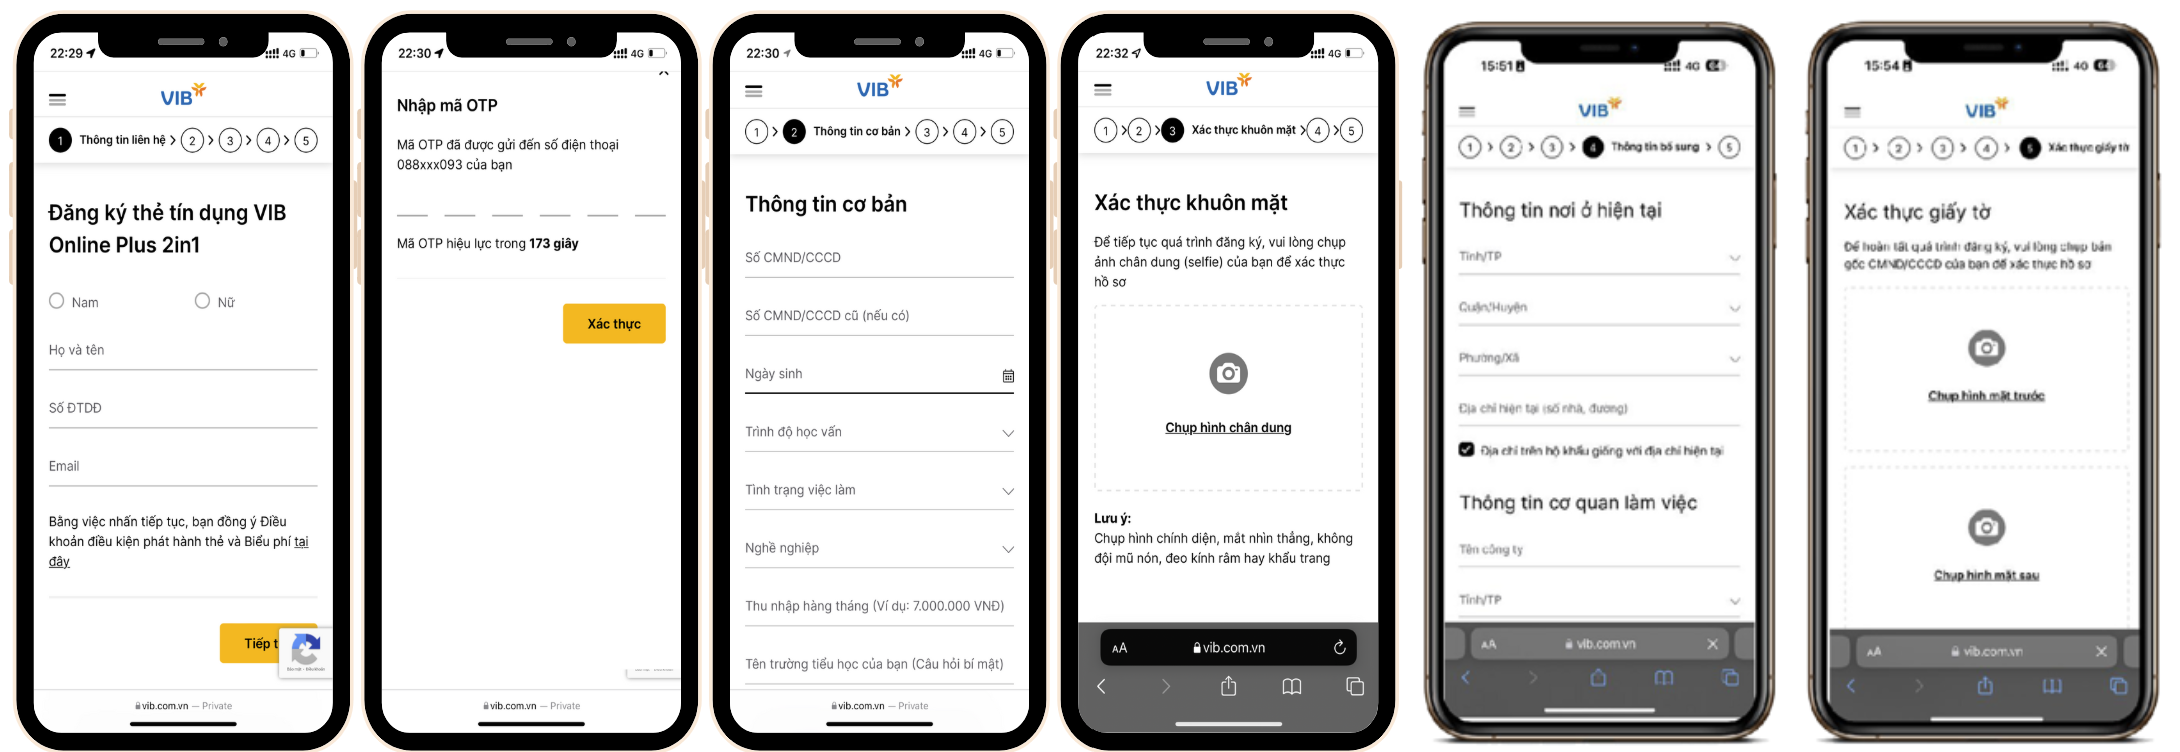 22:29
4G
VIB
1 Thông tin liên hệ > 2 > 3 > 4 > 5
Đăng ký thẻ tín dụng VIB
Online Plus 2in1
Nam
Nữ
Họ và tên
Số ĐTDĐ
Email
Bằng việc nhấn tiếp tục, bạn đồng ý Điều
khoản điều kiện phát hành thẻ và Biểu phí tại
đây
Tiếp t
vib.com.vn — Private
22:30
4G
Nhập mã OTP
Mã OTP đã được gửi đến số điện thoại
088xxx093 của bạn
Mã OTP hiệu lực trong 173 giây
Xác thực
vib.com.vn — Private
22:30
4G
VIB
1 > 2 Thông tin cơ bản > 3 > 4 > 5
Thông tin cơ bản
Số CMND/CCCD
Số CMND/CCCD cũ (nếu có)
Ngày sinh
Trình độ học vấn
Tình trạng việc làm
Nghề nghiệp
Thu nhập hàng tháng (Ví dụ: 7.000.000 VNĐ)
Tên trường tiểu học của bạn (Câu hỏi bí mật)
vib.com.vn — Private
22:32
4G
VIB
1 > 2 > 3 Xác thực khuôn mặt > 4 > 5
Xác thực khuôn mặt
Để tiếp tục quá trình đăng ký, vui lòng chụp
ảnh chân dung (selfie) của bạn để xác thực
hồ sơ
Chụp hình chân dung
Lưu ý:
Chụp hình chính diện, mắt nhìn thẳng, không
đội mũ nón, đeo kính râm hay khẩu trang
AA vib.com.vn
15:51
4G
VIB
1 > 2 > 3 > 4 Thông tin bổ sung > 5
Thông tin nơi ở hiện tại
Tỉnh/TP
Quận/Huyện
Phường/Xã
Địa chỉ hiện tại (số nhà, đường)
Địa chỉ trên hộ khẩu giống với địa chỉ hiện tại
Thông tin cơ quan làm việc
Tên công ty
Tỉnh/TP
AA vib.com.vn
15:54
4G
VIB
1 > 2 > 3 > 4 > 5 Xác thực giấy tờ
Xác thực giấy tờ
Để hoàn tất quá trình đăng ký, vui lòng chụp bản
gốc CMND/CCCD của bạn để xác thực hồ sơ
Chụp hình mặt trước
Chụp hình mặt sau
AA vib.com.vn